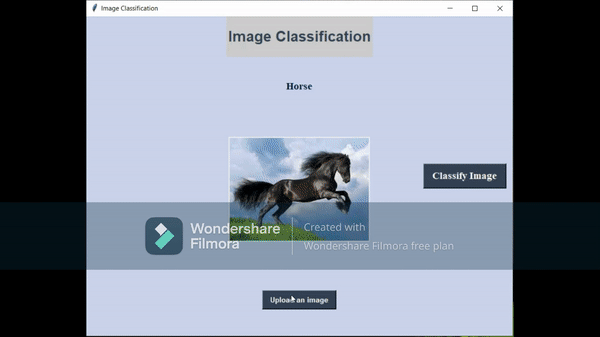 Image Classification
Image Classification
Horse
Classify Image
Wondershare
Filmora
Created with
Wondershare Filmora free plan
Upload an image